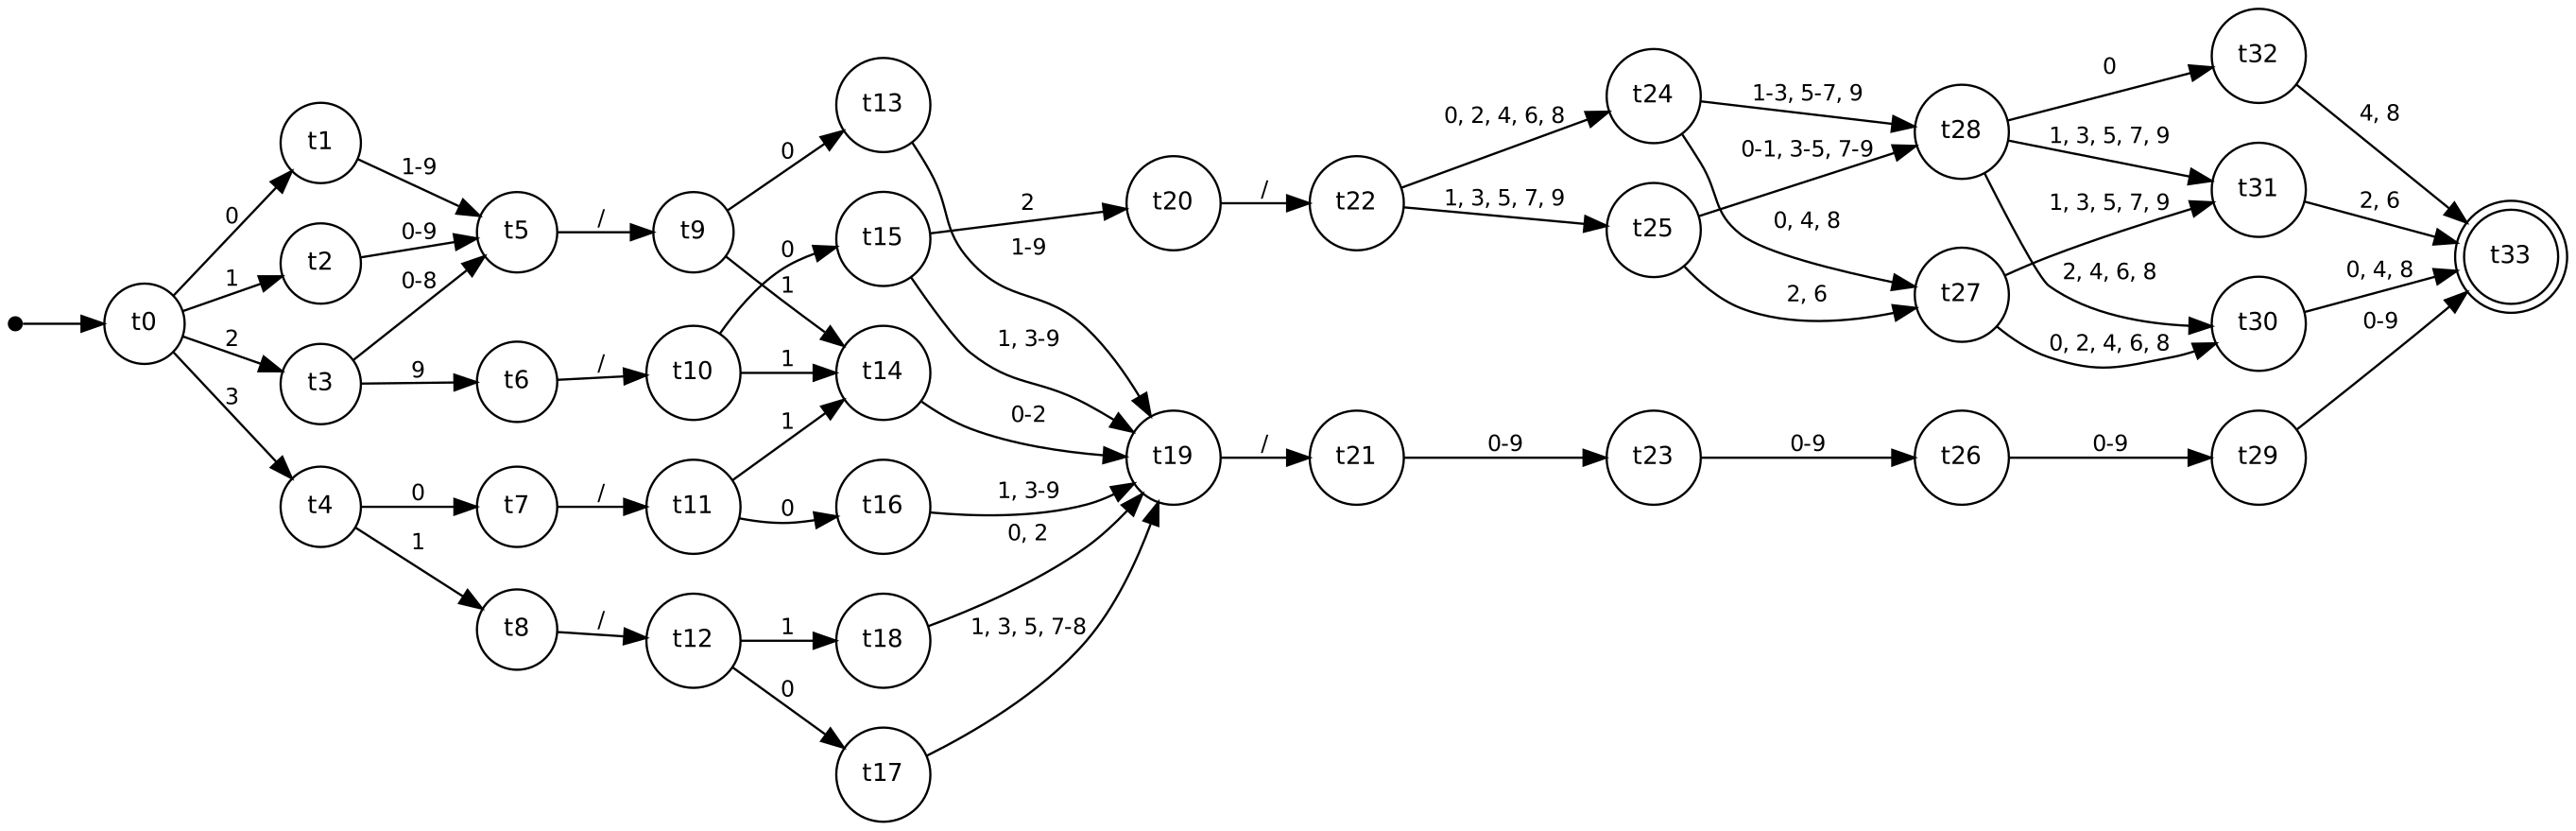 t0
0
1
2
3
t1
t2
t3
t4
1-9
0-9
0-8
9
0
1
t5
t6
t7
t8
/
/
/
/
t9
t10
t11
t12
0
1
0
1
1
0
1
0
t13
t15
t14
t16
t18
t17
2
1-9
1, 3-9
0-2
1, 3-9
0, 2
1, 3, 5, 7-8
t20
t19
/
/
t22
t21
0, 2, 4, 6, 8
1, 3, 5, 7, 9
0-9
t24
t25
t23
1-3, 5-7, 9
0-1, 3-5, 7-9
0, 4, 8
2, 6
0-9
t28
t27
t26
0
1, 3, 5, 7, 9
1, 3, 5, 7, 9
2, 4, 6, 8
0, 2, 4, 6, 8
0-9
t32
t31
t30
t29
4, 8
2, 6
0, 4, 8
0-9
t33